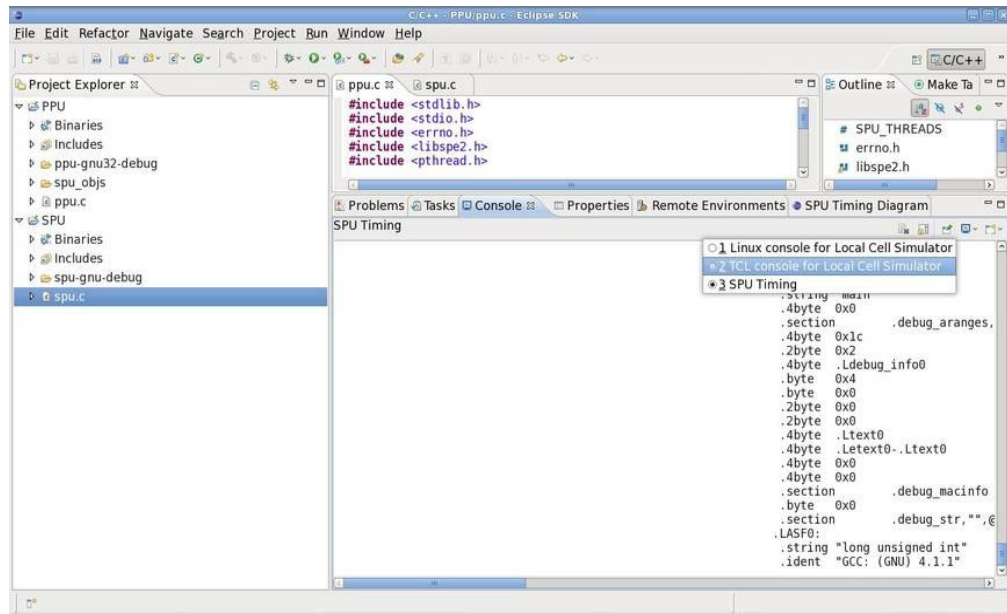 C/C++ - PPU/ppu.c - Eclipse SDK
File Edit Refactor Navigate Search Project Run Window Help
C/C++
Project Explorer
PPU
Binaries
Includes
ppu-gnu32-debug
spu_objs
ppu.c
SPU
Binaries
Includes
spu-gnu-debug
spu.c
ppu.c spu.c
#include <stdlib.h>
#include <stdio.h>
#include <errno.h>
#include <libspe2.h>
#include <pthread.h>
Outline Make Ta
# SPU_THREADS
errno.h
libspe2.h
Problems Tasks Console Properties Remote Environments SPU Timing Diagram
SPU Timing
1 Linux console for Local Cell Simulator
2 TCL console for Local Cell Simulator
3 SPU Timing
.string "main"
.4byte 0x0
.section .debug_aranges,
.4byte 0x1c
.2byte 0x2
.4byte .Ldebug_info0
.byte 0x4
.byte 0x0
.2byte 0x0
.2byte 0x0
.4byte .Ltext0
.4byte .Letext0-.Ltext0
.4byte 0x0
.4byte 0x0
.section .debug_macinfo
.byte 0x0
.section .debug_str,"",@
.LASF0:
.string "long unsigned int"
.ident "GCC: (GNU) 4.1.1"